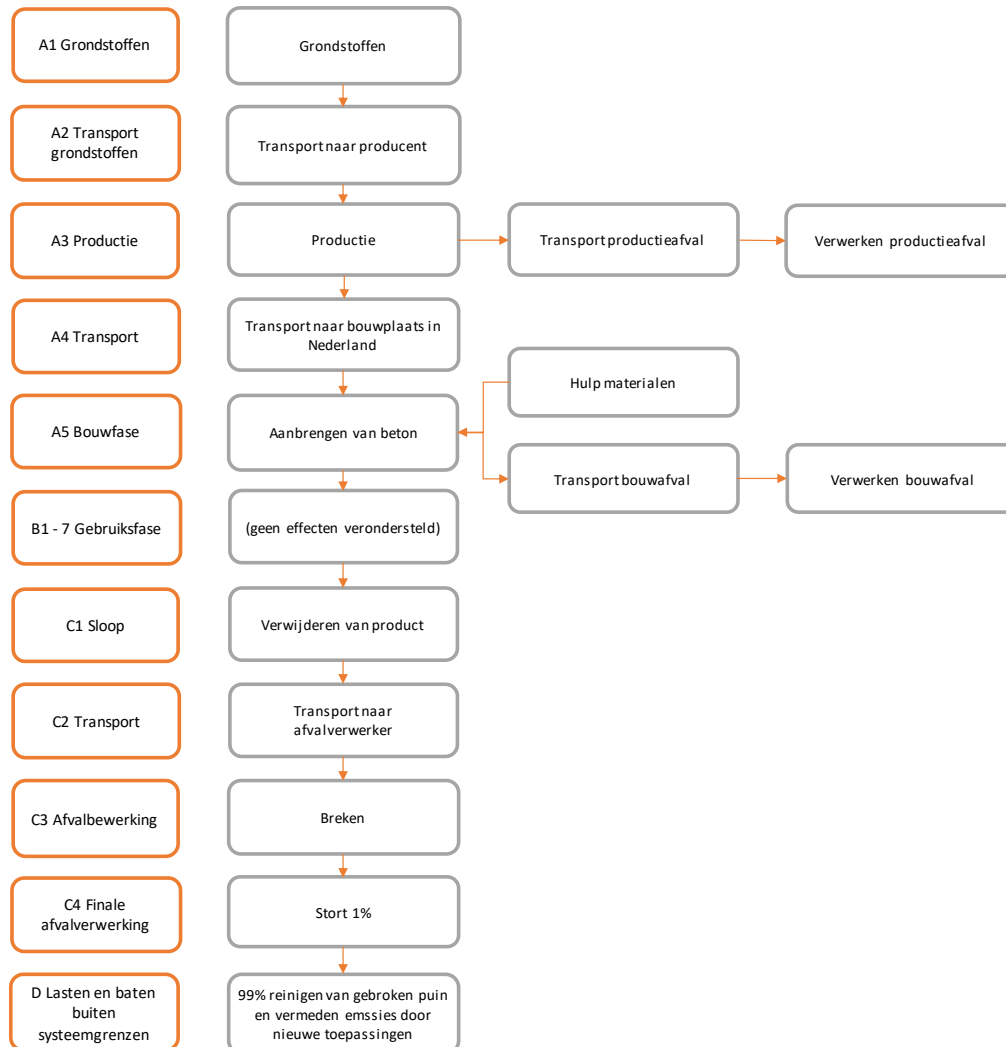 A1 Grondstoffen
Grondstoffen
A2 Transport
grondstoffen
Transport naar producent
A3 Productie
Productie
Transport productieafval
Verwerken productieafval
A4 Transport
Transport naar bouwplaats in
Nederland
Hulp materialen
A5 Bouwfase
Aanbrengen van beton
Transport bouwafval
Verwerken bouwafval
B1 - 7 Gebruiksfase
(geen effecten verondersteld)
C1 Sloop
Verwijderen van product
C2 Transport
Transport naar
afvalverwerker
C3 Afvalbewerking
Breken
C4 Finale
afvalverwerking
Stort 1%
D Lasten en baten
buiten
systeemgrenzen
99% reinigen van gebroken puin
en vermeden emssies door
nieuwe toepassingen